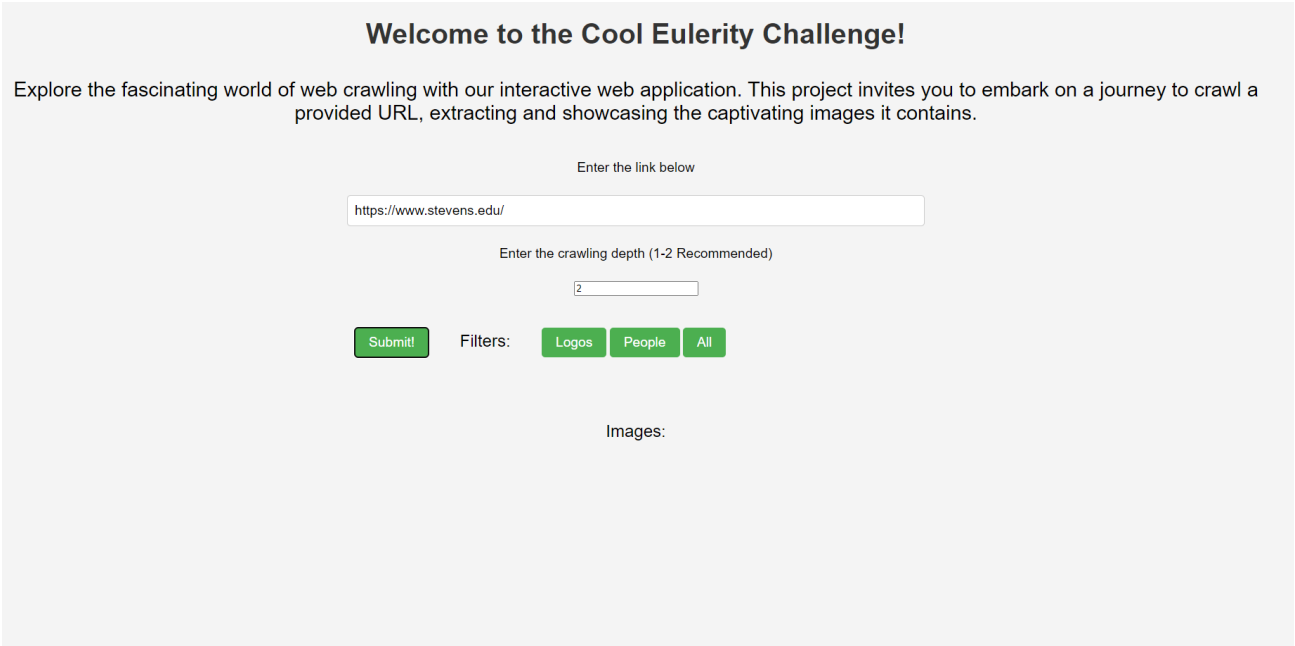 Welcome to the Cool Eulerity Challenge!
Explore the fascinating world of web crawling with our interactive web application. This project invites you to embark on a journey to crawl a
provided URL, extracting and showcasing the captivating images it contains.
Enter the link below
https://www.stevens.edu/
Enter the crawling depth (1-2 Recommended)
2
Submit! Filters: Logos People All
Images: